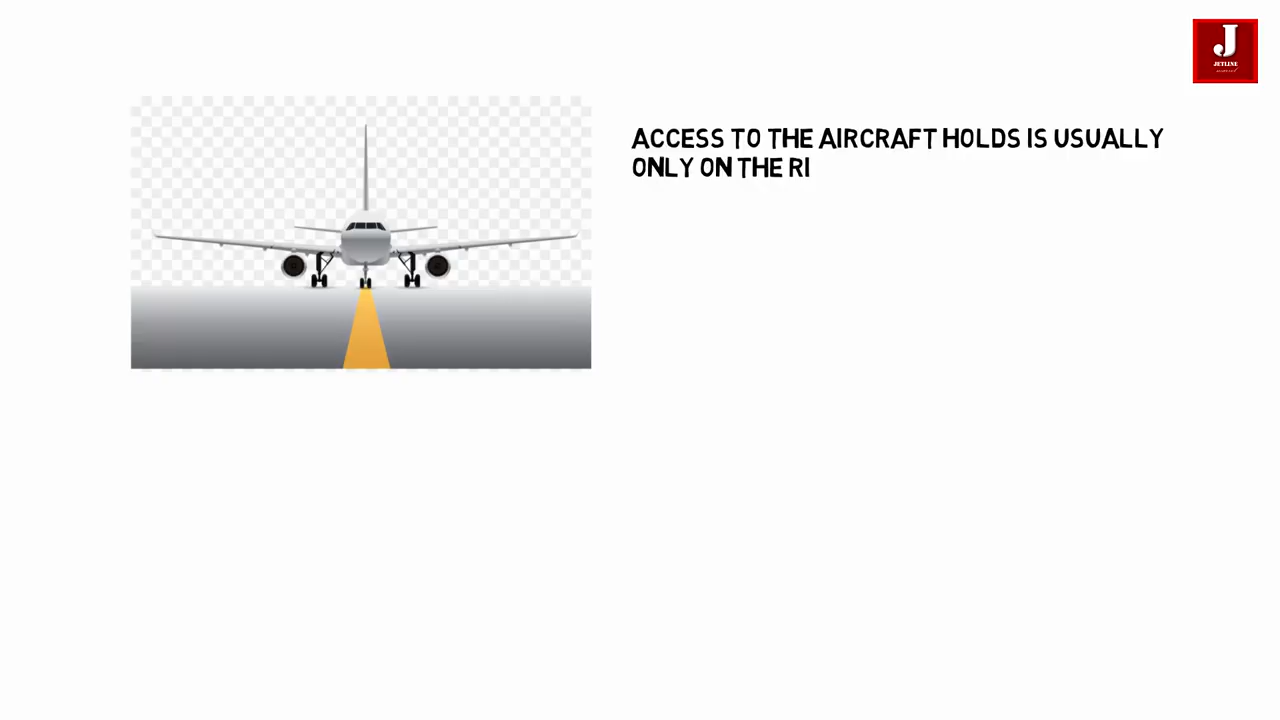 J
JETLINE
ACCESS TO THE AIRCRAFT HOLDS IS USUALLY
ONLY ON THE RI